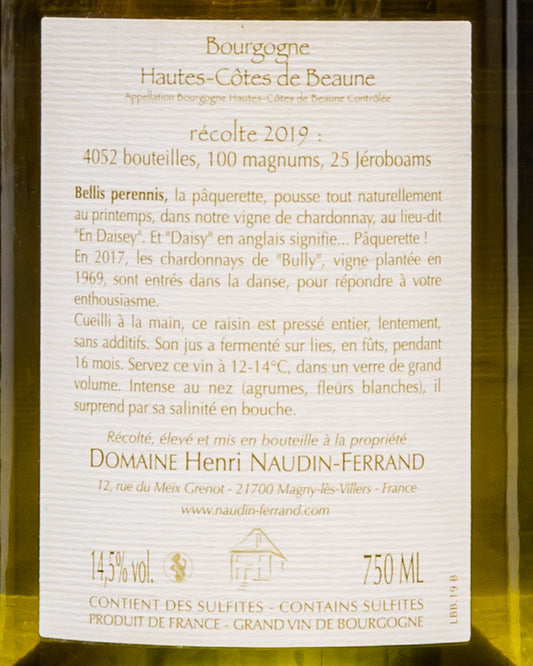 Bourgogne
Hautes-Côtes de Beaune
Appellation Bourgogne Hautes-Côtes de Beaune Contrôlée
récolte 2019 :
4052 bouteilles, 100 magnums, 25 Jéroboams
Bellis perennis, la pâquerette, pousse tout naturellement
au printemps, dans notre vigne de chardonnay, au lieu-dit
"En Daisey". Et "Daisy" en anglais signifie... Pâquerette !
En 2017, les chardonnays de "Bully", vigne plantée en
1969, sont entrés dans la danse, pour répondre à votre
enthousiasme.
Cueilli à la main, ce raisin est pressé entier, lentement,
sans additifs. Son jus a fermenté sur lies, en fûts, pendant
16 mois. Servez ce vin à 12-14°C, dans un verre de grand
volume. Intense au nez (agrumes, fleurs blanches), il
surprend par sa salinité en bouche.
Récolté, élevé et mis en bouteille à la propriété
DOMAINE Henri NAUDIN-FERRAND
12, rue du Meix Grenot - 21700 Magny-lès-Villers - France
www.naudin-ferrand.com
14,5% vol.
750 ML
CONTIENT DES SULFITES - CONTAINS SULFITES
PRODUIT DE FRANCE - GRAND VIN DE BOURGOGNE
LBB.19 B